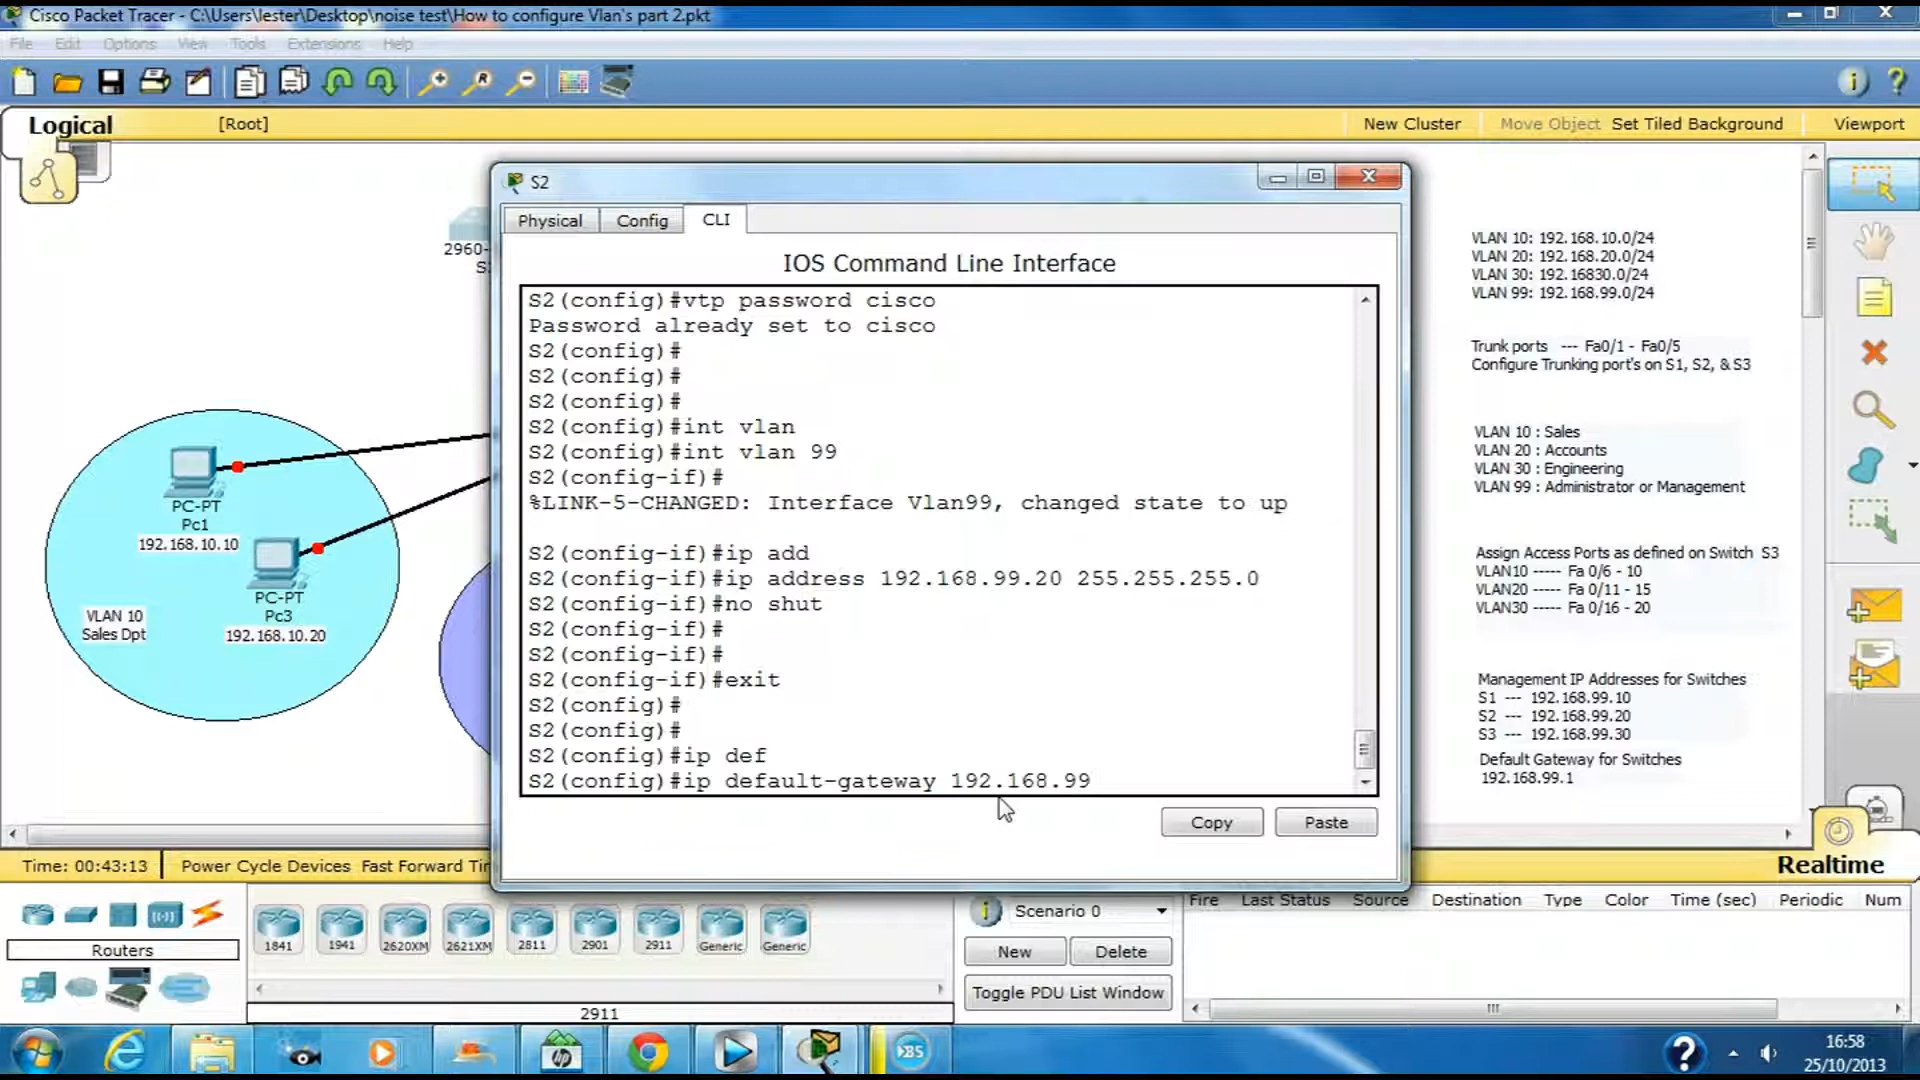 Cisco Packet Tracer - C:\Users\lester\Desktop\noise test\How to configure Vlan's part 2.pkt
File Edit Options View Tools Extensions Help
Logical
[Root]
New Cluster
Move Object
Set Tiled Background
Viewport
S2
Physical
Config
CLI
IOS Command Line Interface
S2(config)#vtp password cisco
Password already set to cisco
S2(config)#
S2(config)#
S2(config)#
S2(config)#int vlan
S2(config)#int vlan 99
S2(config-if)#
%LINK-5-CHANGED: Interface Vlan99, changed state to up
S2(config-if)#ip add
S2(config-if)#ip address 192.168.99.20 255.255.255.0
S2(config-if)#no shut
S2(config-if)#
S2(config-if)#
S2(config-if)#exit
S2(config)#
S2(config)#
S2(config)#ip def
S2(config)#ip default-gateway 192.168.99
Copy
Paste
2960-
PC-PT
Pc1
192.168.10.10
PC-PT
Pc3
192.168.10.20
VLAN 10
Sales Dpt
VLAN 10: 192.168.10.0/24
VLAN 20: 192.168.20.0/24
VLAN 30: 192.16830.0/24
VLAN 99: 192.168.99.0/24
Trunk ports --- Fa0/1 - Fa0/5
Configure Trunking port's on S1, S2, & S3
VLAN 10 : Sales
VLAN 20 : Accounts
VLAN 30 : Engineering
VLAN 99 : Administrator or Management
Assign Access Ports as defined on Switch S3
VLAN10 ----- Fa 0/6 - 10
VLAN20 ----- Fa 0/11 - 15
VLAN30 ----- Fa 0/16 - 20
Management IP Addresses for Switches
S1 --- 192.168.99.10
S2 --- 192.168.99.20
S3 --- 192.168.99.30
Default Gateway for Switches
192.168.99.1
Time: 00:43:13
Power Cycle Devices Fast Forward
Realtime
Routers
1841
1941
2620XM
2621XM
2811
2901
2911
Generic
Generic
2911
Scenario 0
New
Delete
Toggle PDU List Window
Fire Last Status Source Destination Type Color Time (sec) Periodic Num
16:58
25/10/2013